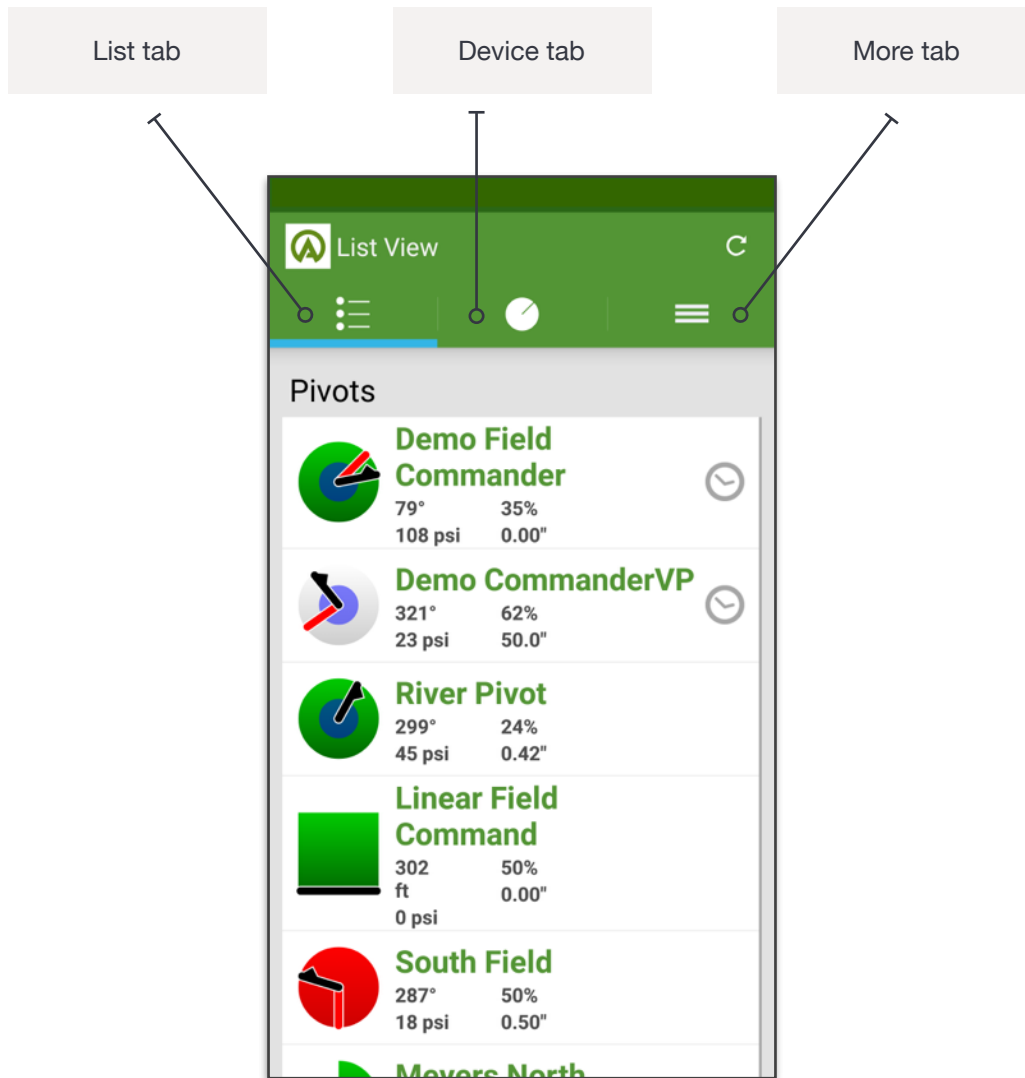 List tab
Device tab
More tab
List View
Pivots
Demo Field
Commander
79° 35%
108 psi 0.00"
Demo CommanderVP
321° 62%
23 psi 50.0"
River Pivot
299° 24%
45 psi 0.42"
Linear Field
Command
302 50%
ft 0.00"
0 psi
South Field
287° 50%
18 psi 0.50"
Meyers North